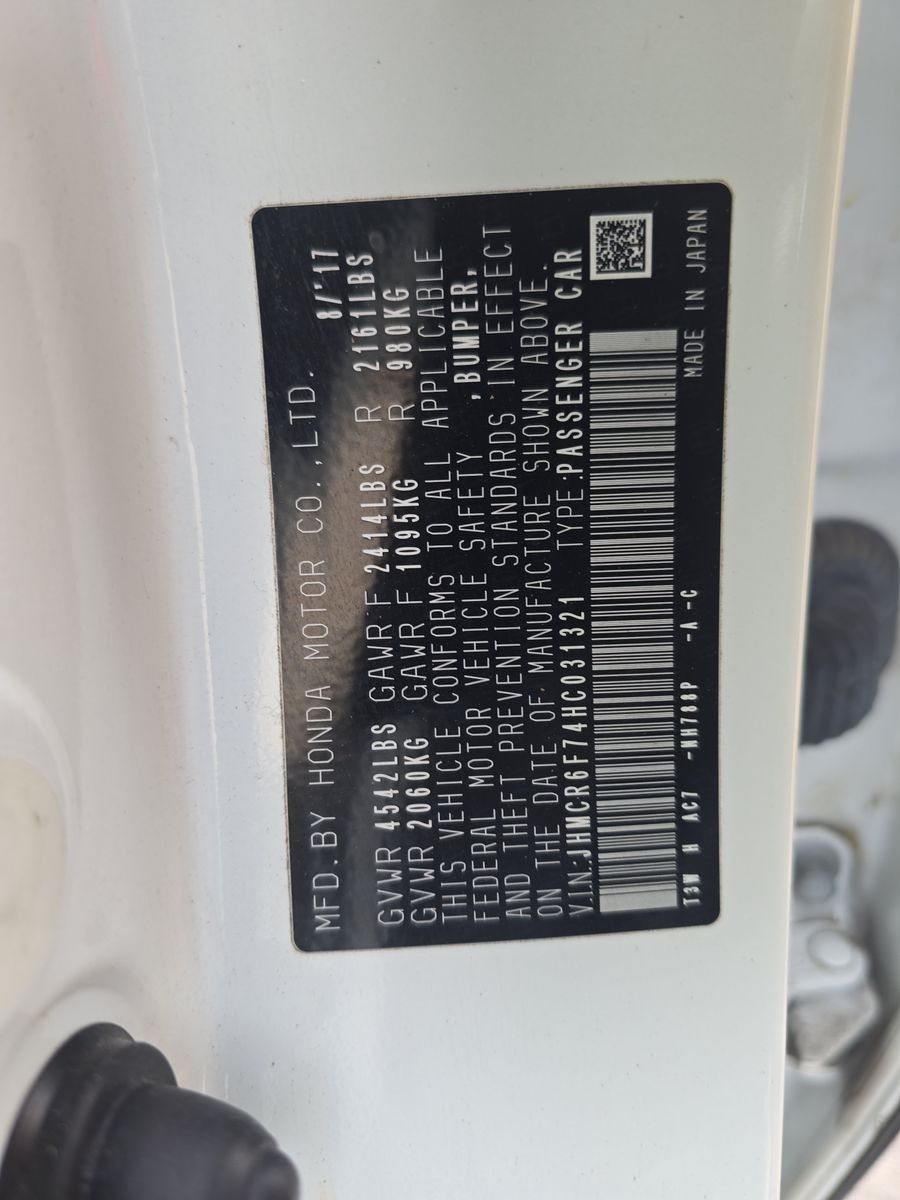 MFD. BY HONDA MOTOR CO., LTD. 8/'17
GVWR 4542LBS GAWR F 2414LBS R 2161LBS
GVWR 2060KG GAWR F 1095KG R 980KG
THIS VEHICLE CONFORMS TO ALL APPLICABLE
FEDERAL MOTOR VEHICLE SAFETY ,BUMPER,
AND THEFT PREVENTION STANDARDS IN EFFECT
ON THE DATE OF MANUFACTURE SHOWN ABOVE.
V.I.N.:JHMCR6F74HC031321 TYPE:PASSENGER CAR
T3W H AC7 -NH788P -A-C MADE IN JAPAN